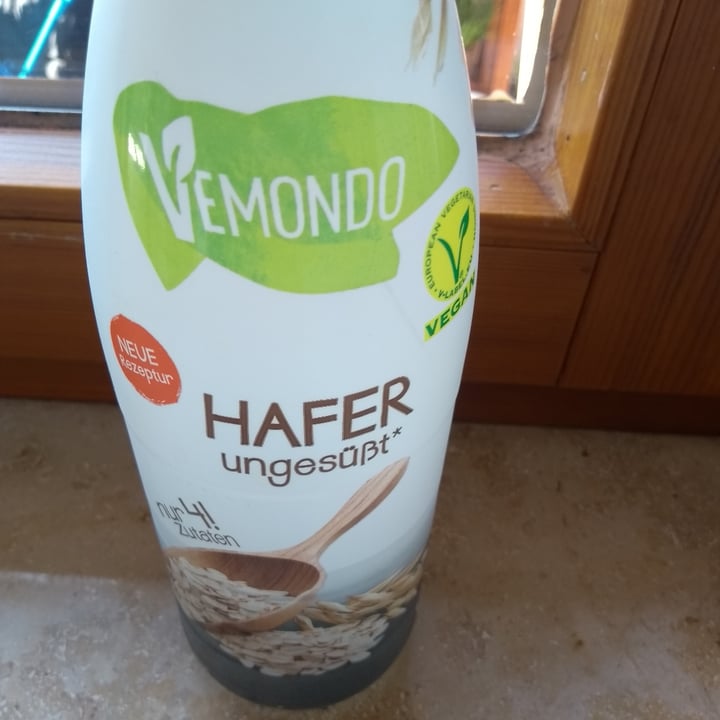 VEMONDO
EUROPEAN VEGETARIAN
V-LABEL
VEGAN
NEUE
Rezeptur
HAFER
ungesüßt*
nur 4!
Zutaten